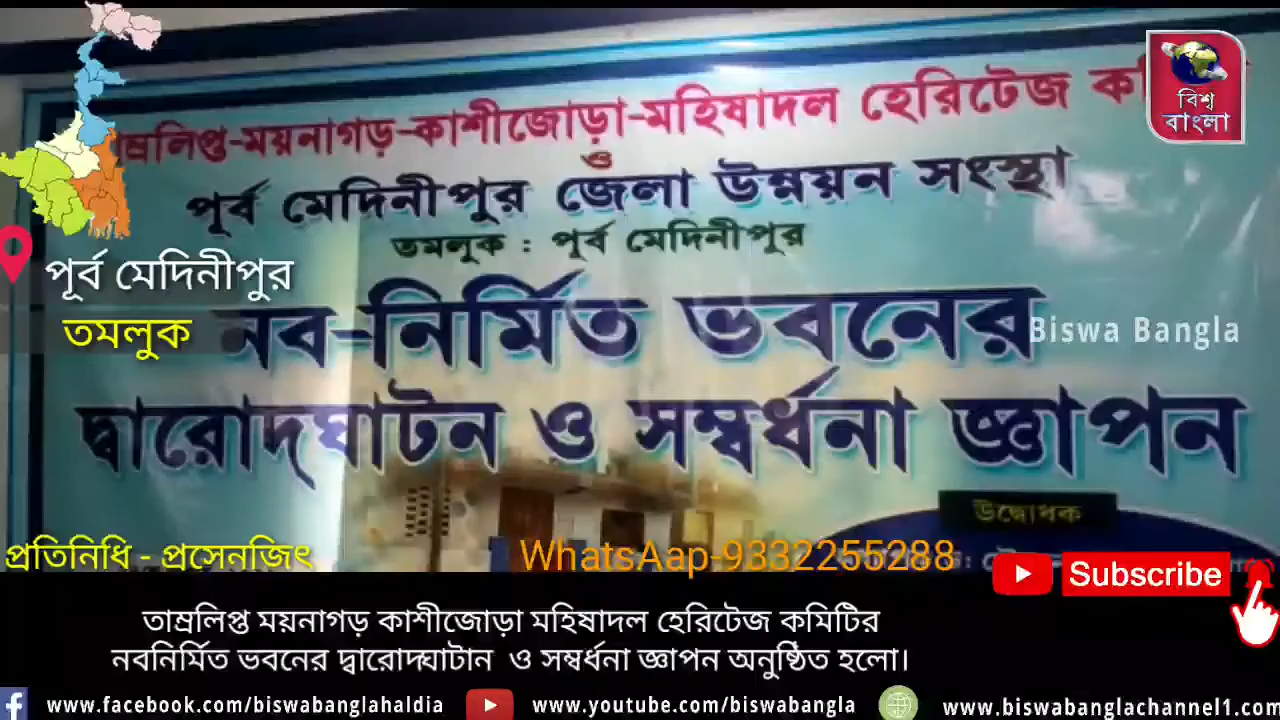 বিশ্ব
বাংলা
তাম্রলিপ্ত-ময়নাগড়-কাশীজোড়া-মহিষাদল হেরিটেজ
ও
পূর্ব মেদিনীপুর জেলা উন্নয়ন সংস্থা
তমলুক : পূর্ব মেদিনীপুর
পূর্ব মেদিনীপুর
তমলুক
নব-নির্মিত ভবনের
Biswa Bangla
দ্বারোদ্ঘাটন ও সম্বর্ধনা জ্ঞাপন
উদ্বোধক
প্রতিনিধি - প্রসেনজিৎ
WhatsAap-9332255288
Subscribe
তাম্রলিপ্ত ময়নাগড় কাশীজোড়া মহিষাদল হেরিটেজ কমিটির
নবনির্মিত ভবনের দ্বারোদ্ঘাটান ও সম্বর্ধনা জ্ঞাপন অনুষ্ঠিত হলো।
www.facebook.com/biswabanglahaldia
www.youtube.com/biswabangla
www.biswabanglachannel1.com